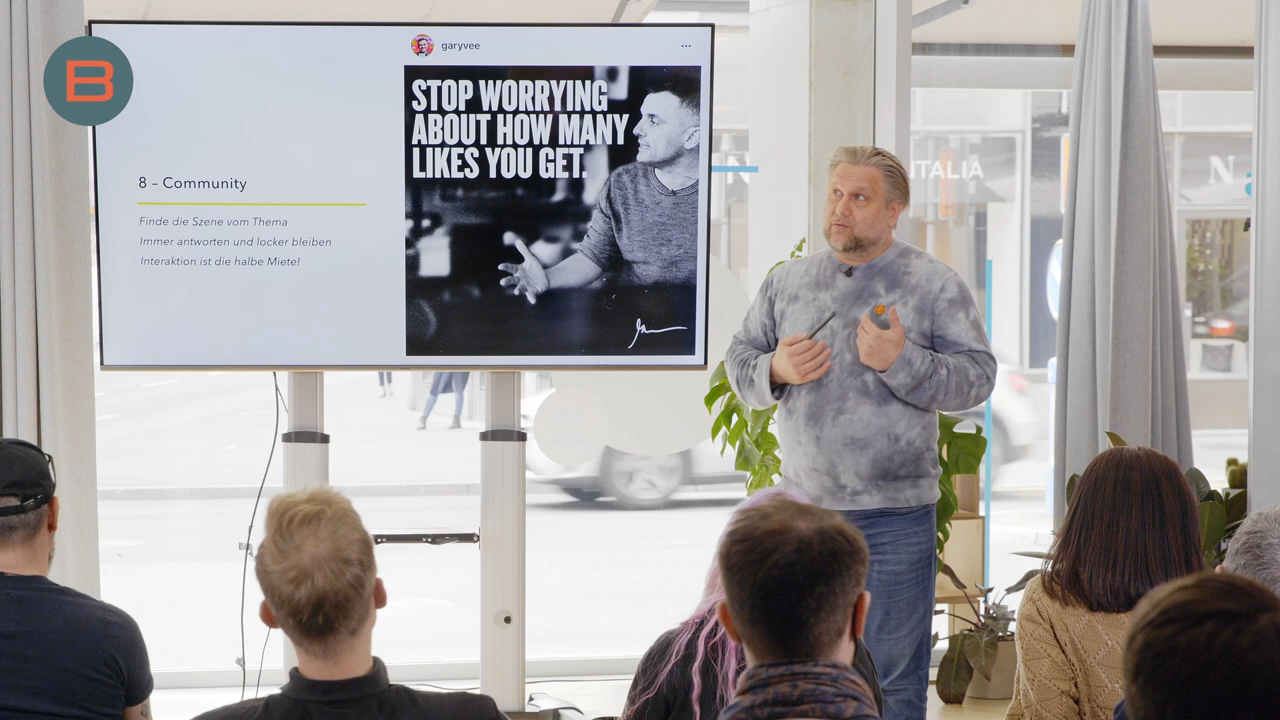 B
garyvee
STOP WORRYING
ABOUT HOW MANY
LIKES YOU GET.
8 – Community
Finde die Szene vom Thema
Immer antworten und locker bleiben
Interaktion ist die halbe Miete!
ITALIA
N